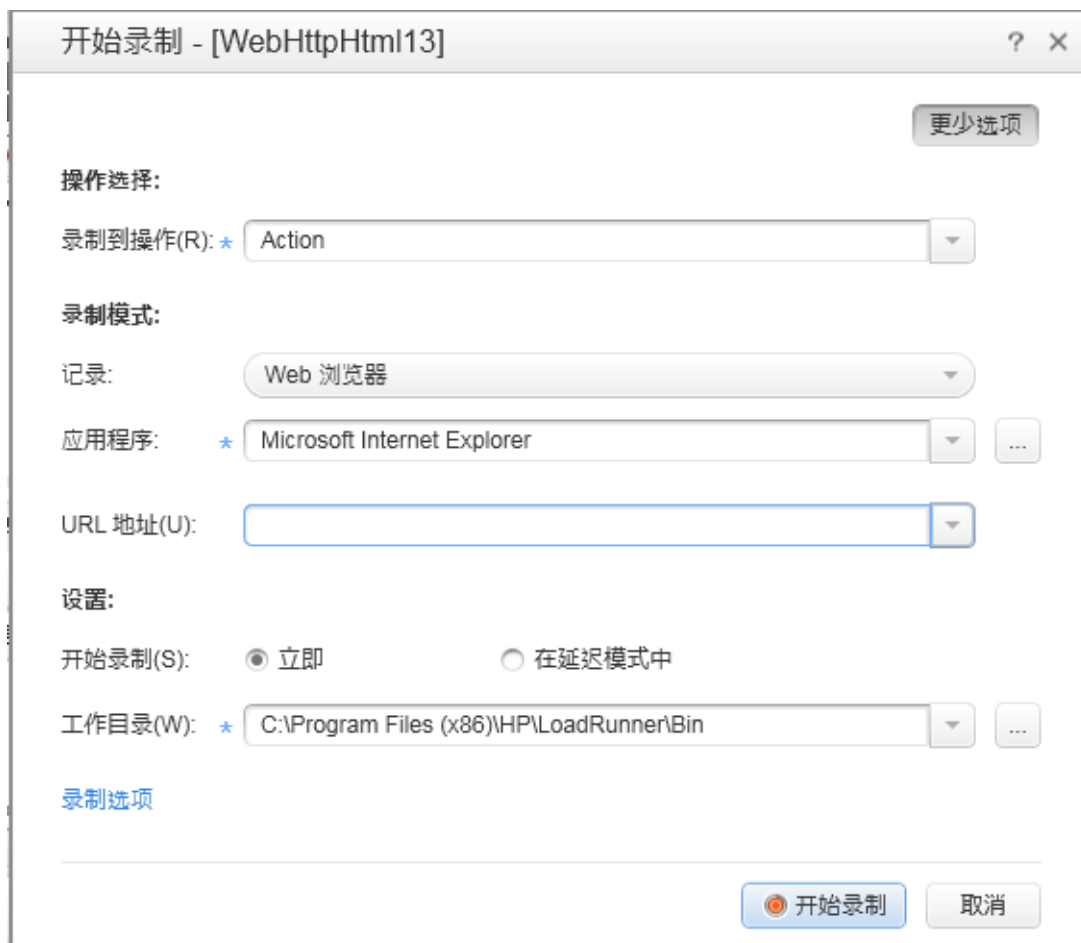 开始录制 - [WebHttpHtml13] ? ×
更少选项
操作选择:
录制到操作(R): * Action
录制模式:
记录: Web 浏览器
应用程序: * Microsoft Internet Explorer ...
URL 地址(U):
设置:
开始录制(S): 立即 在延迟模式中
工作目录(W): * C:\Program Files (x86)\HP\LoadRunner\Bin ...
录制选项
开始录制 取消